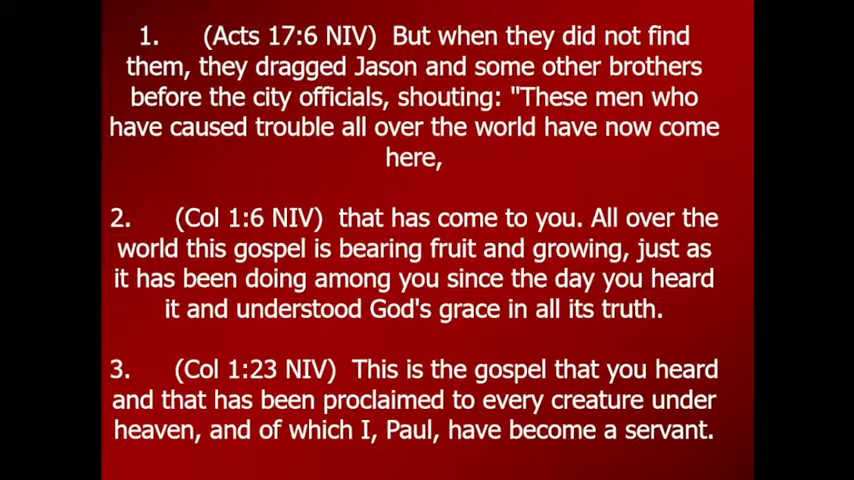 1. (Acts 17:6 NIV) But when they did not find
them, they dragged Jason and some other brothers
before the city officials, shouting: "These men who
have caused trouble all over the world have now come
here,
2. (Col 1:6 NIV) that has come to you. All over the
world this gospel is bearing fruit and growing, just as
it has been doing among you since the day you heard
it and understood God's grace in all its truth.
3. (Col 1:23 NIV) This is the gospel that you heard
and that has been proclaimed to every creature under
heaven, and of which I, Paul, have become a servant.